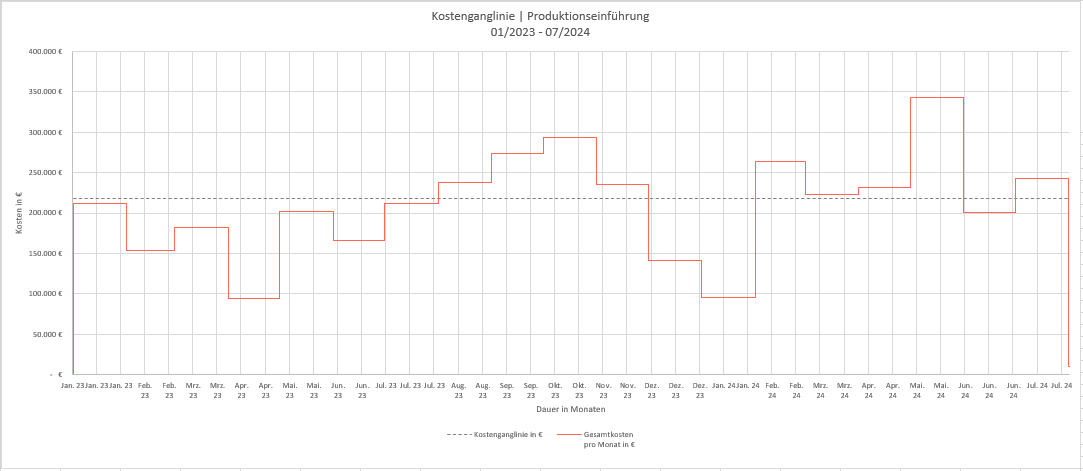 Kostenganglinie | Produktionseinführung
01/2023 - 07/2024
400.000 €
350.000 €
300.000 €
250.000 €
200.000 €
150.000 €
100.000 €
50.000 €
- €
Kosten in €
Jan. 23 Jan. 23 Jan. 23 Feb. Feb. Mrz. Mrz. Apr. Apr. Mai. Mai. Jun. Jun. Jul. 23 Jul. 23 Jul. 23 Aug. Aug. Sep. Sep. Okt. Okt. Nov. Nov. Dez. Dez. Dez. Jan. 24 Jan. 24 Feb. Feb. Mrz. Mrz. Apr. Apr. Mai. Mai. Jun. Jun. Jun. Jul. 24 Jul. 24
23 23 23 23 23 23 23 23 23 23 23 23 23 23 23 23 23 23 23 23 23 24 24 24 24 24 24 24 24 24 24 24
Dauer in Monaten
Kostenganglinie in € Gesamtkosten
pro Monat in €